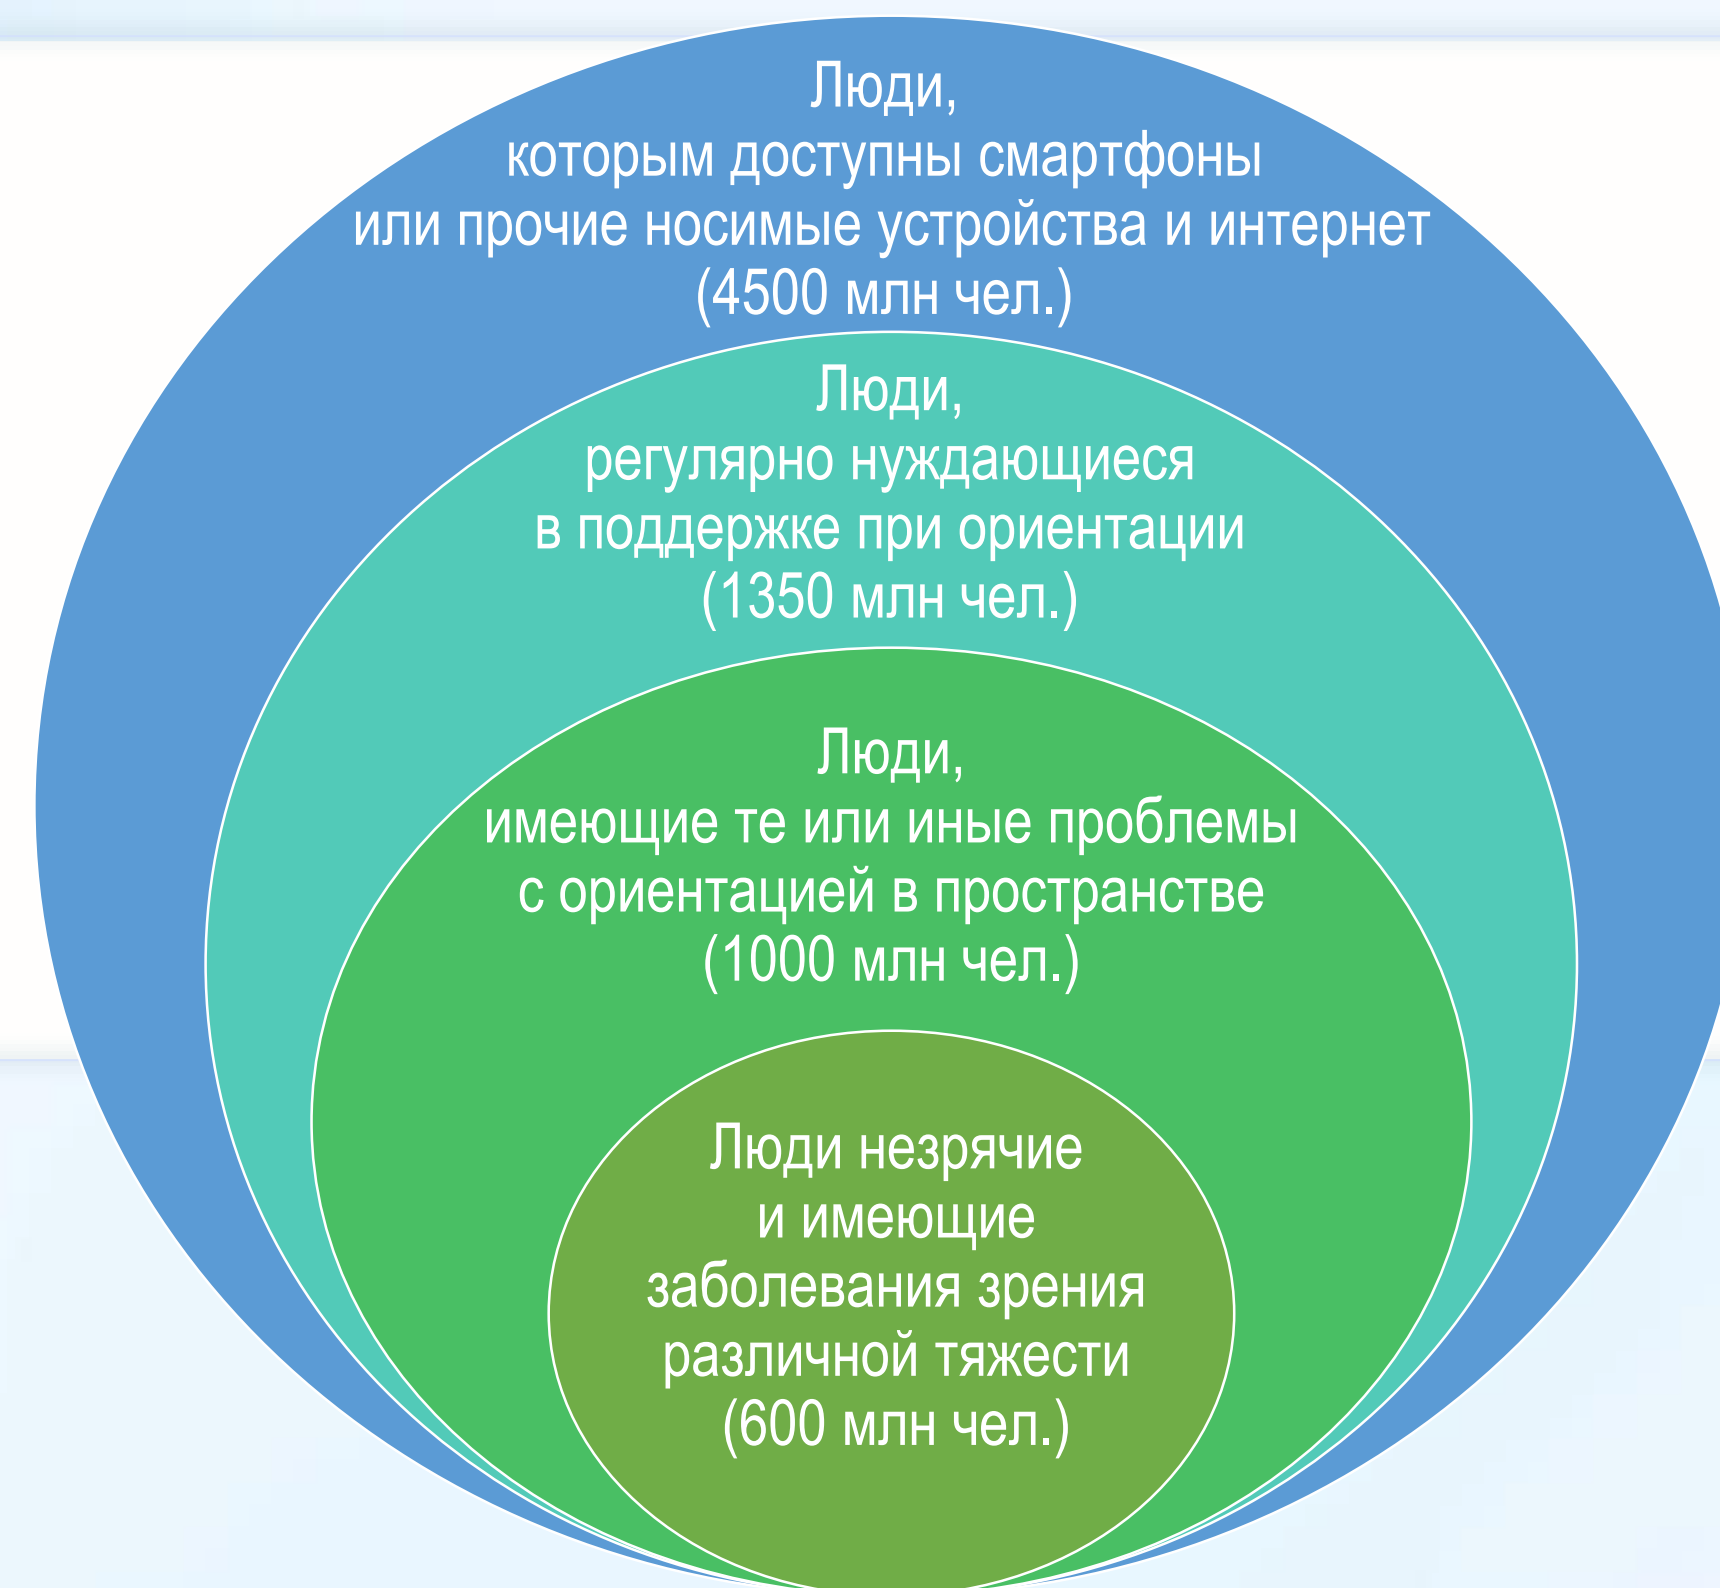 Люди,
которым доступны смартфоны
или прочие носимые устройства и интернет
(4500 млн чел.)
Люди,
регулярно нуждающиеся
в поддержке при ориентации
(1350 млн чел.)
Люди,
имеющие те или иные проблемы
с ориентацией в пространстве
(1000 млн чел.)
Люди незрячие
и имеющие
заболевания зрения
различной тяжести
(600 млн чел.)